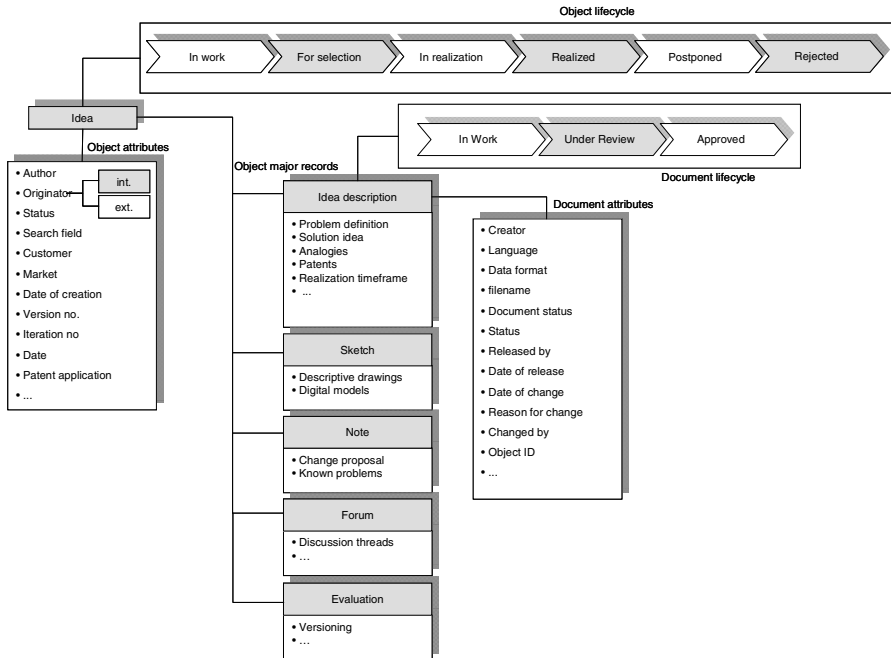 Object lifecycle
In work
For selection
In realization
Realized
Postponed
Rejected
Idea
In Work
Under Review
Approved
Document lifecycle
Object attributes
• Author
• Originator
int.
ext.
• Status
• Search field
• Customer
• Market
• Date of creation
• Version no.
• Iteration no
• Date
• Patent application
• ...
Object major records
Idea description
• Problem definition
• Solution idea
• Analogies
• Patents
• Realization timeframe
• ...
Document attributes
• Creator
• Language
• Data format
• filename
• Document status
• Status
• Released by
• Date of release
• Date of change
• Reason for change
• Changed by
• Object ID
• ...
Sketch
• Descriptive drawings
• Digital models
Note
• Change proposal
• Known problems
Forum
• Discussion threads
• ...
Evaluation
• Versioning
• ...